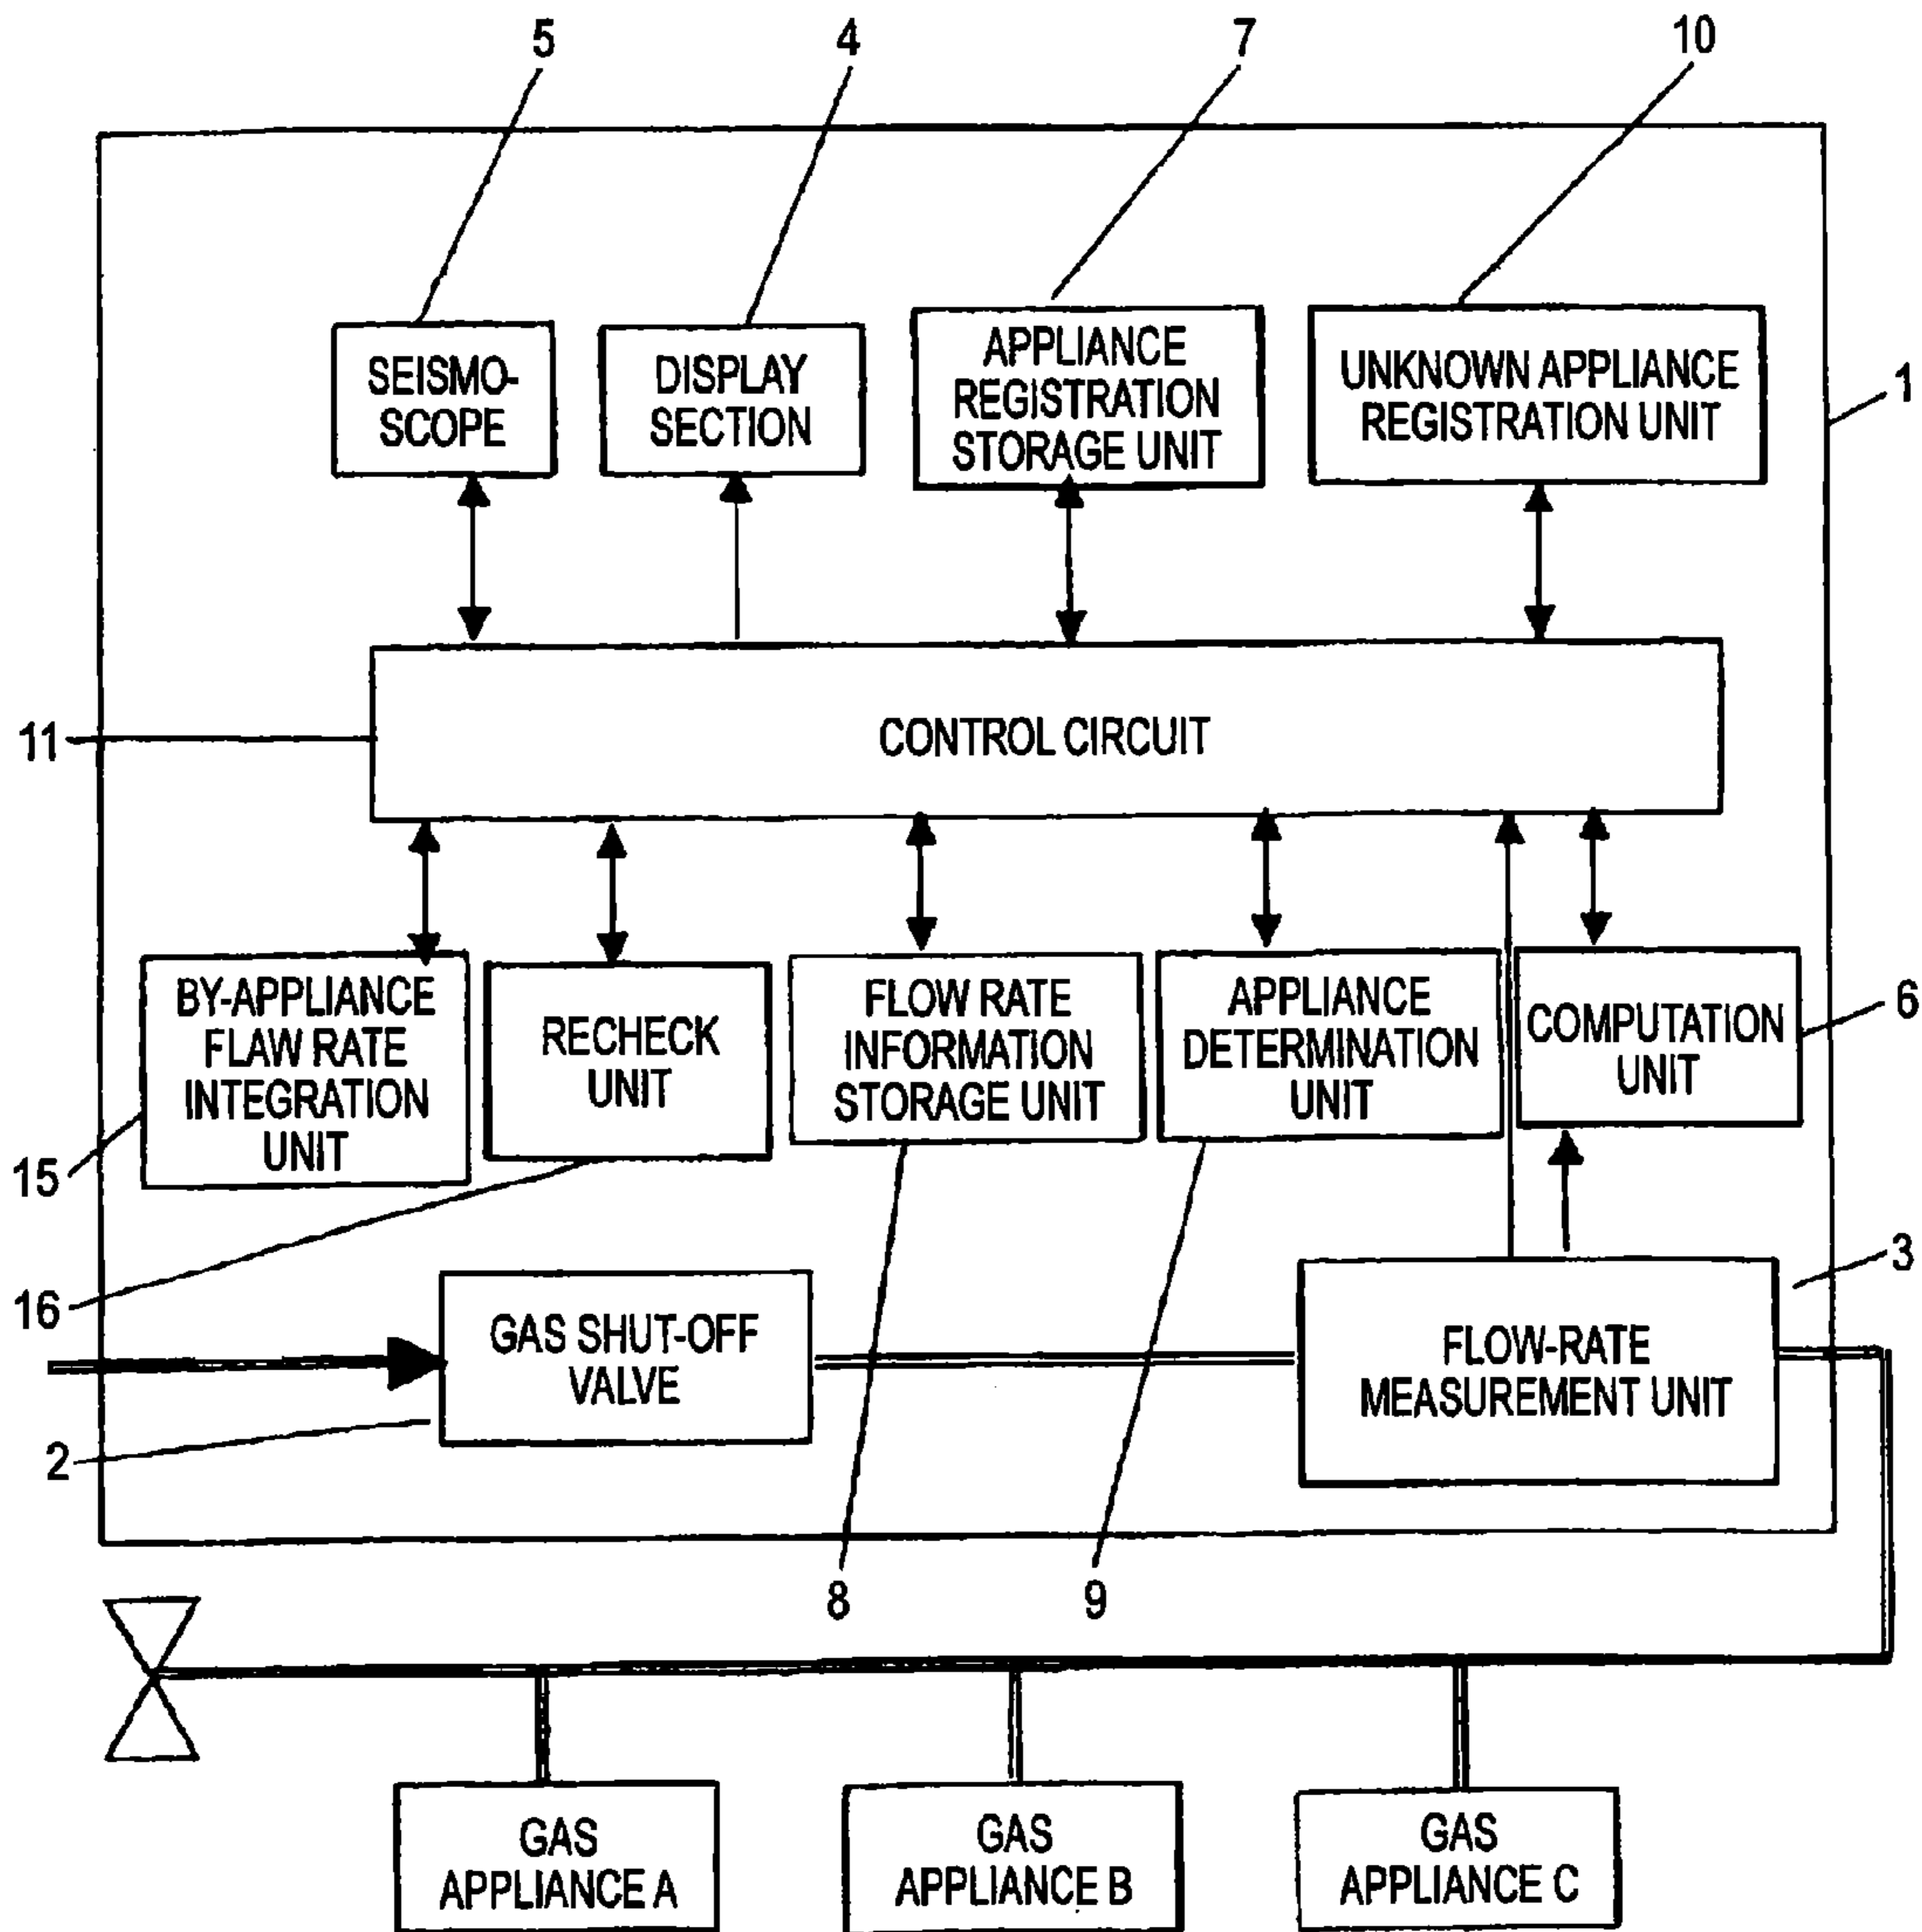 5
4
7
10
SEISMO-
SCOPE
DISPLAY
SECTION
APPLIANCE
REGISTRATION
STORAGE UNIT
UNKNOWN APPLIANCE
REGISTRATION UNIT
1
11
CONTROL CIRCUIT
BY-APPLIANCE
FLAW RATE
INTEGRATION
UNIT
RECHECK
UNIT
FLOW RATE
INFORMATION
STORAGE UNIT
APPLIANCE
DETERMINATION
UNIT
COMPUTATION
UNIT
6
15
16
GAS SHUT-OFF
VALVE
FLOW-RATE
MEASUREMENT UNIT
3
2
8
9
GAS
APPLIANCE A
GAS
APPLIANCE B
GAS
APPLIANCE C